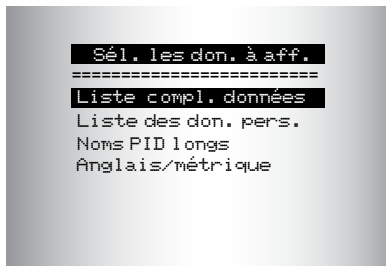 Sél. les don. à aff.
=========================
Liste compl. données
Liste des don. pers.
Noms PID longs
Anglais/métrique